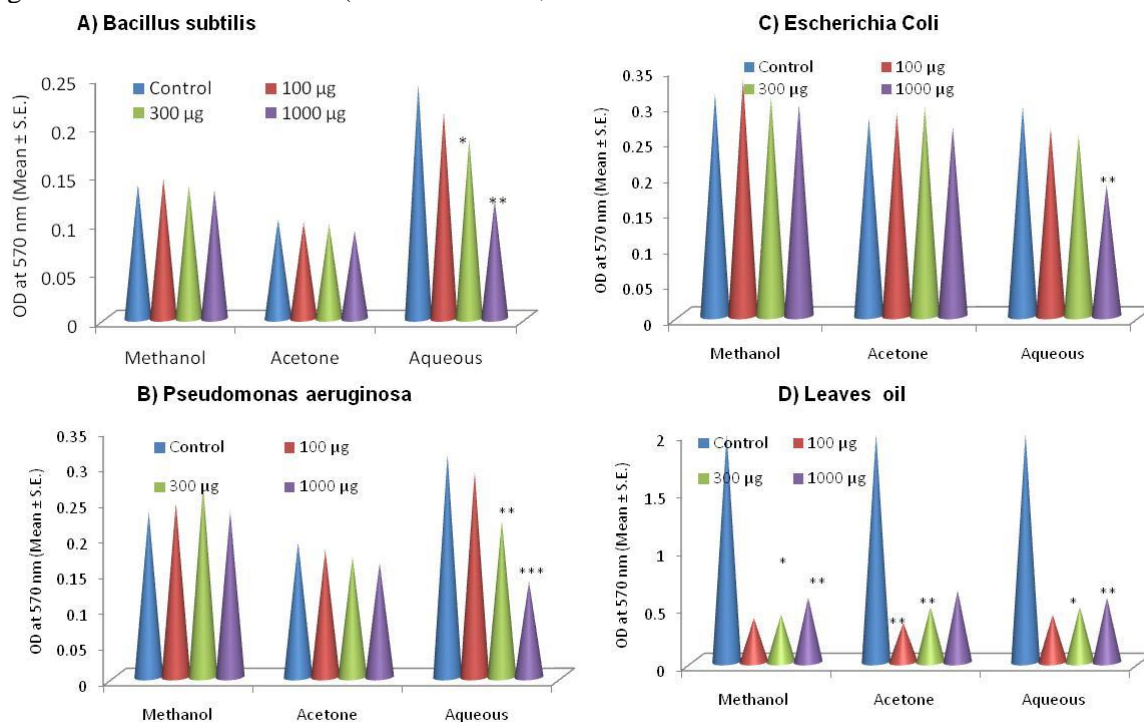 A) Bacillus subtilis
OD at 570 nm (Mean ± S.E.)
Control 100 µg
300 µg 1000 µg
0.25
0.2
0.15
0.1
0.05
0
*
**
Methanol Acetone Aqueous
C) Escherichia Coli
OD at 570 nm (Mean ± S.E.)
Control 100 µg
300 µg 1000 µg
0.35
0.3
0.25
0.2
0.15
0.1
0.05
0
**
Methanol Acetone Aqueous
B) Pseudomonas aeruginosa
OD at 570 nm (Mean ± S.E.)
Control 100 µg
300 µg 1000 µg
0.35
0.3
0.25
0.2
0.15
0.1
0.05
0
**
***
Methanol Acetone Aqueous
D) Leaves oil
OD at 570 nm (Mean ± S.E.)
Control 100 µg
300 µg 1000 µg
2
1.5
1
0.5
0
*
**
**
**
*
**
Methanol Acetone Aqueous